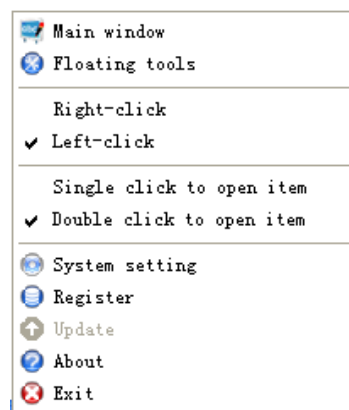 Main window
Floating tools
Right-click
Left-click
Single click to open item
Double click to open item
System setting
Register
Update
About
Exit